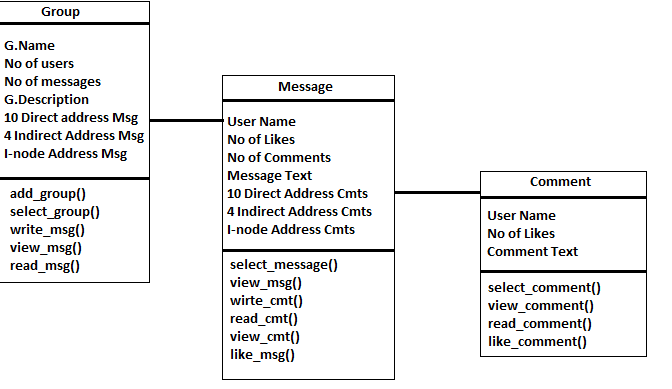 Group
G.Name
No of users
No of messages
G.Description
10 Direct address Msg
4 Indirect Address Msg
I-node Address Msg
add_group()
select_group()
write_msg()
view_msg()
read_msg()
Message
User Name
No of Likes
No of Comments
Message Text
10 Direct Address Cmts
4 Indirect Address Cmts
I-node Address Cmts
select_message()
view_msg()
wirte_cmt()
read_cmt()
view_cmt()
like_msg()
Comment
User Name
No of Likes
Comment Text
select_comment()
view_comment()
read_comment()
like_comment()